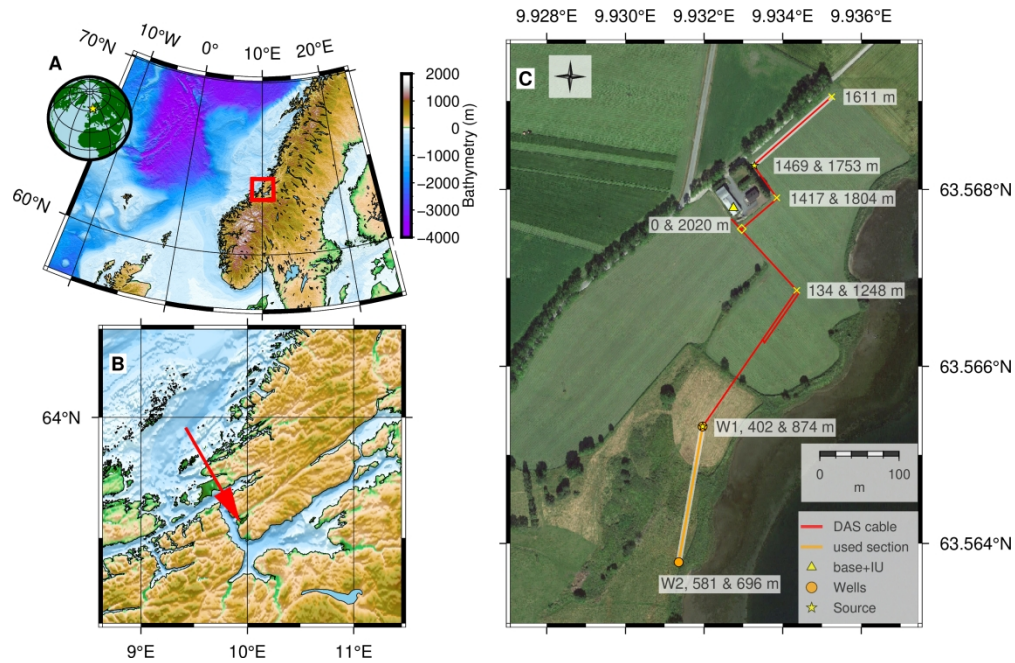 A
70°N
10°W
0°
10°E
20°E
60°N
2000
1000
0
−1000
−2000
−3000
−4000
Bathymetry (m)
B
64°N
9°E
10°E
11°E
9.928°E
9.930°E
9.932°E
9.934°E
9.936°E
C
1611 m
1469 & 1753 m
1417 & 1804 m
0 & 2020 m
134 & 1248 m
W1, 402 & 874 m
W2, 581 & 696 m
63.568°N
63.566°N
63.564°N
0
100
m
DAS cable
used section
base+IU
Wells
Source